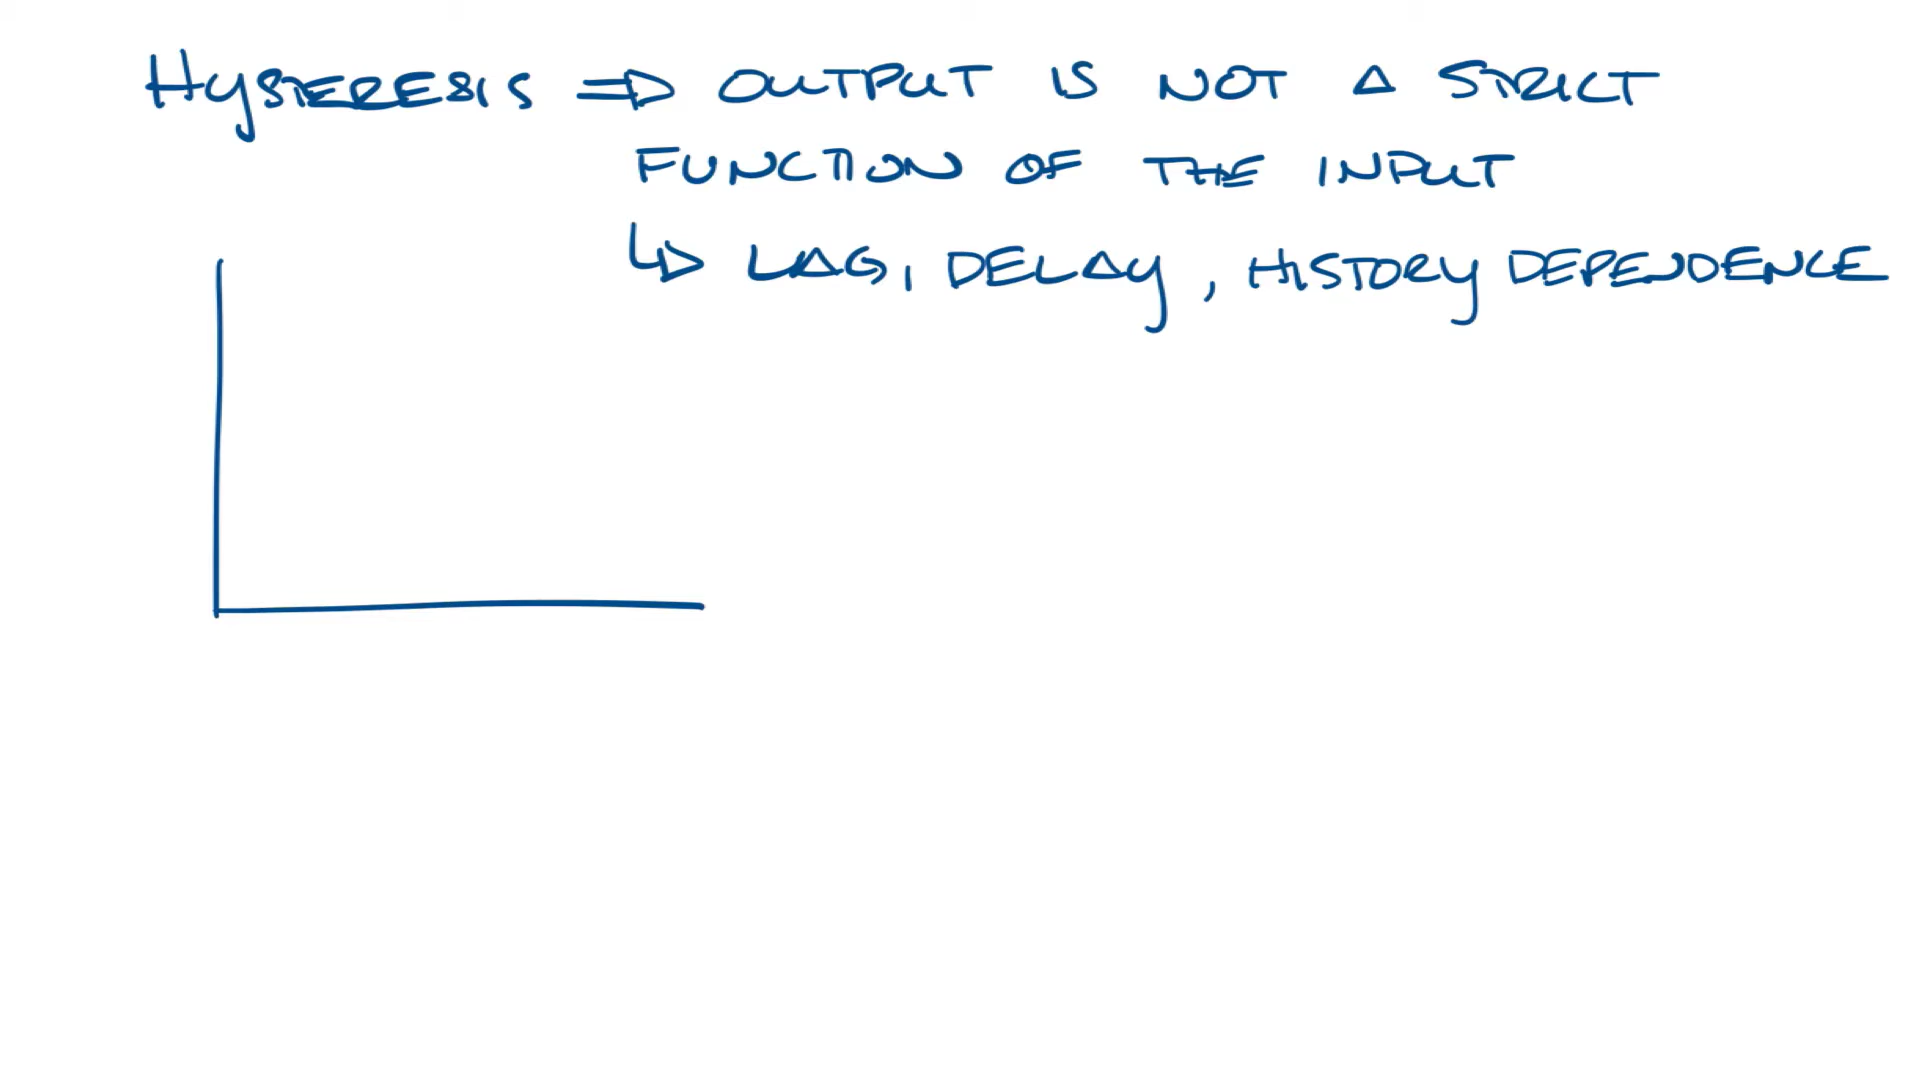 HYSTERESIS ⇒ OUTPUT IS NOT A STRICT
FUNCTION OF THE INPUT
↳ LAG, DELAY, HISTORY DEPENDENCE